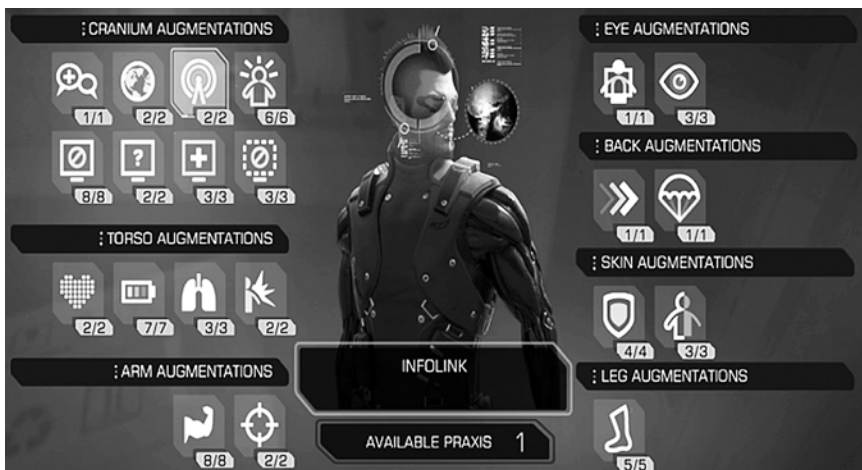 CRANIUM AUGMENTATIONS
1/1 2/2 2/2 6/6
?
8/8 2/2 3/3 3/3
TORSO AUGMENTATIONS
2/2 7/7 3/3 2/2
ARM AUGMENTATIONS
8/8 2/2
INFOLINK
AVAILABLE PRAXIS 1
EYE AUGMENTATIONS
1/1 3/3
BACK AUGMENTATIONS
1/1 1/1
SKIN AUGMENTATIONS
4/4 3/3
LEG AUGMENTATIONS
5/5